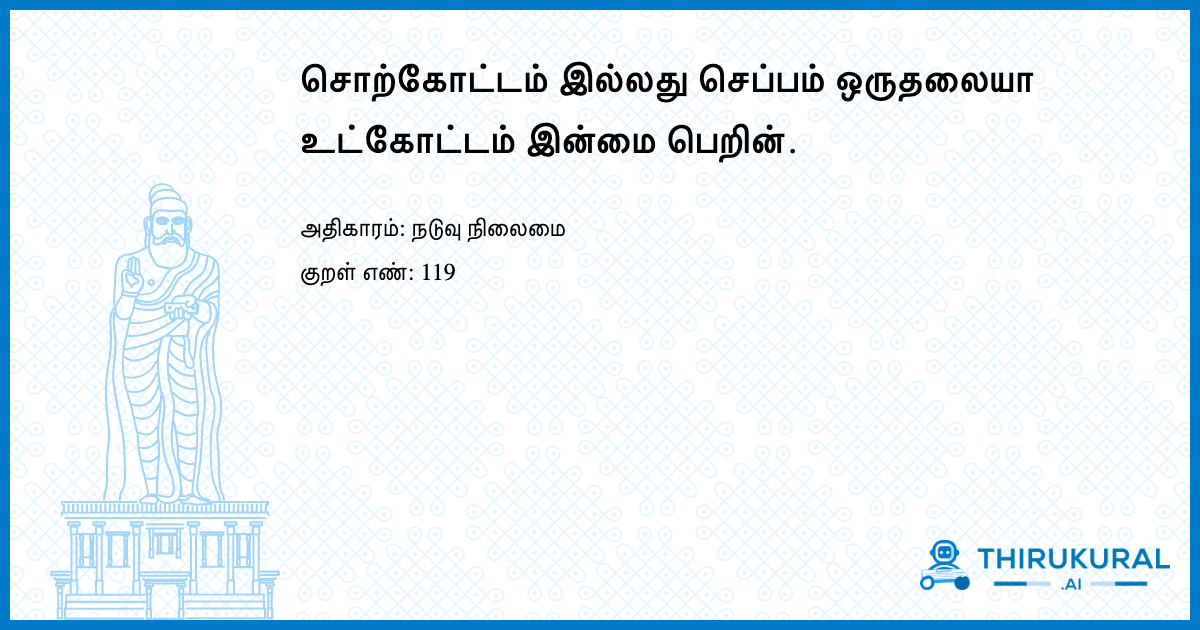 சொற்கோட்டம் இல்லது செப்பம் ஒருதலையா
உட்கோட்டம் இன்மை பெறின்.
அதிகாரம்: நடுவு நிலைமை
குறள் எண்: 119
THIRUKURAL
.AI